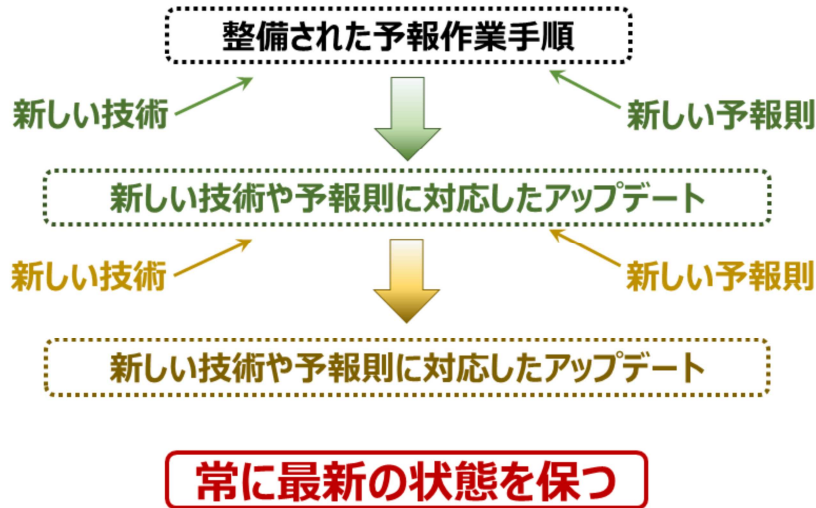 整備された予報作業手順
新しい技術
新しい予報則
新しい技術や予報則に対応したアップデート
新しい技術
新しい予報則
新しい技術や予報則に対応したアップデート
常に最新の状態を保つ